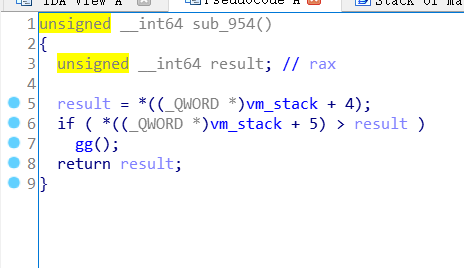 IDA View A Pseudocode A Stack of ma
1 unsigned __int64 sub_954()
2 {
3 unsigned __int64 result; // rax
4
5 result = *((_QWORD *)vm_stack + 4);
6 if ( *((_QWORD *)vm_stack + 5) > result )
7 gg();
8 return result;
9 }